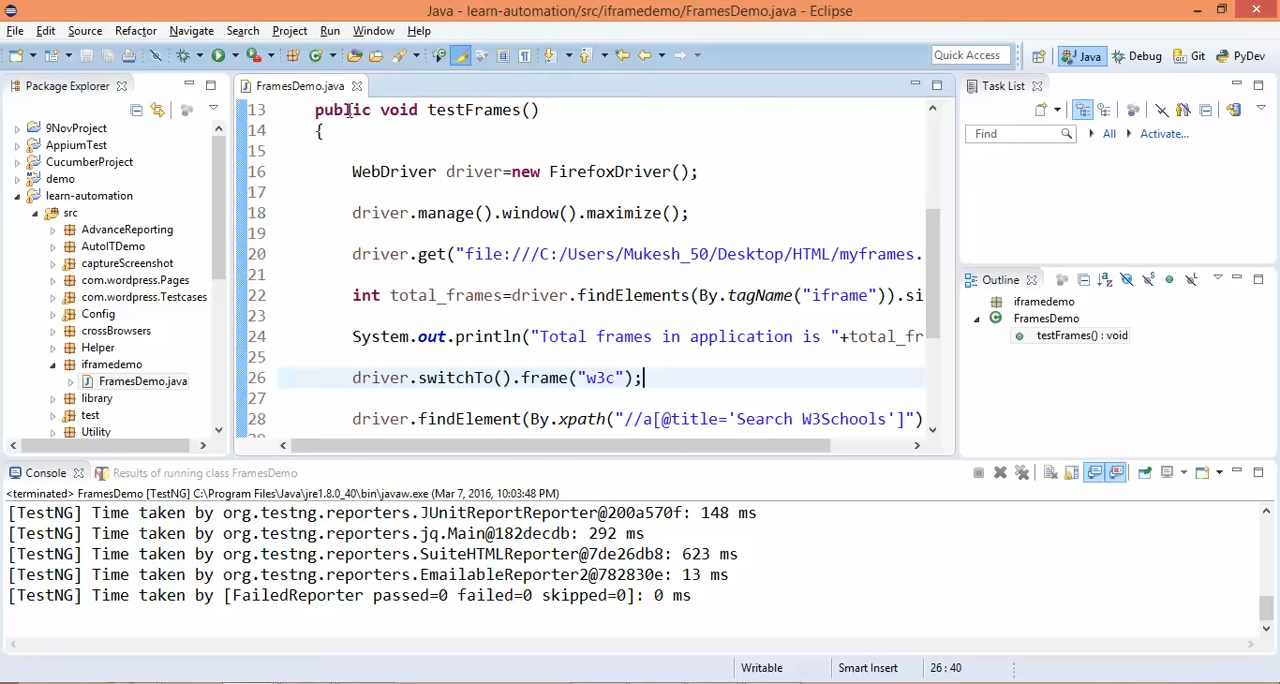 Java - learn-automation/src/iframedemo/FramesDemo.java - Eclipse
File Edit Source Refactor Navigate Search Project Run Window Help
Quick Access Java Debug Git PyDev
Package Explorer
9NovProject
AppiumTest
CucumberProject
demo
learn-automation
src
AdvanceReporting
AutoITDemo
captureScreenshot
com.wordpress.Pages
com.wordpress.Testcases
Config
crossBrowsers
Helper
iframedemo
FramesDemo.java
library
test
Utility
FramesDemo.java
13 public void testFrames()
14 {
15
16 WebDriver driver=new FirefoxDriver();
17
18 driver.manage().window().maximize();
19
20 driver.get("file:///C:/Users/Mukesh_50/Desktop/HTML/myframes.
21
22 int total_frames=driver.findElements(By.tagName("iframe")).si
23
24 System.out.println("Total frames in application is "+total_fr
25
26 driver.switchTo().frame("w3c");
27
28 driver.findElement(By.xpath("//a[@title='Search W3Schools']")
Task List
Find All Activate...
Outline
iframedemo
FramesDemo
testFrames() : void
Console Results of running class FramesDemo
<terminated> FramesDemo [TestNG] C:\Program Files\Java\jre1.8.0_40\bin\javaw.exe (Mar 7, 2016, 10:03:48 PM)
[TestNG] Time taken by org.testng.reporters.JUnitReportReporter@200a570f: 148 ms
[TestNG] Time taken by org.testng.reporters.jq.Main@182decdb: 292 ms
[TestNG] Time taken by org.testng.reporters.SuiteHTMLReporter@7de26db8: 623 ms
[TestNG] Time taken by org.testng.reporters.EmailableReporter2@782830e: 13 ms
[TestNG] Time taken by [FailedReporter passed=0 failed=0 skipped=0]: 0 ms
Writable Smart Insert 26:40